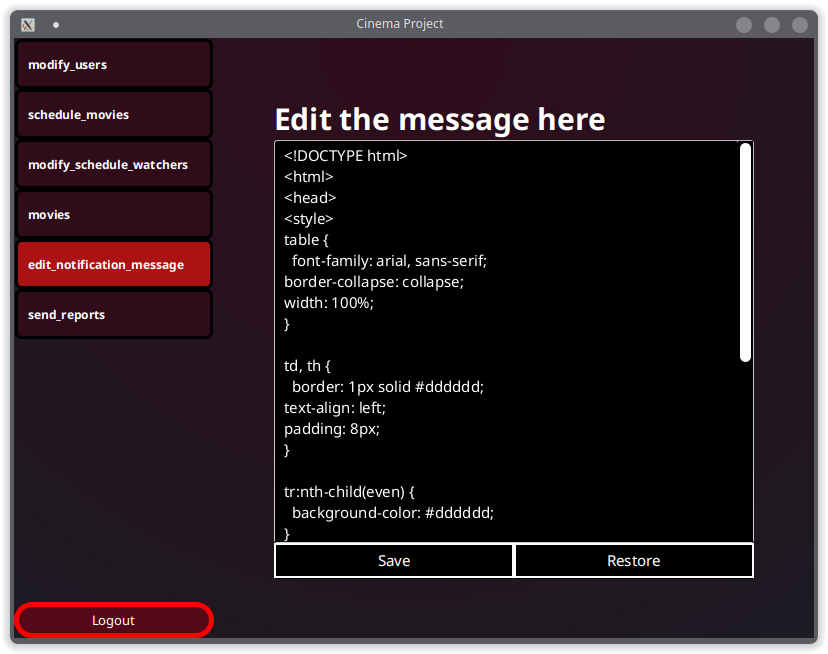 Cinema Project
modify_users
schedule_movies
modify_schedule_watchers
movies
edit_notification_message
send_reports
Logout
Edit the message here
<!DOCTYPE html>
<html>
<head>
<style>
table {
  font-family: arial, sans-serif;
border-collapse: collapse;
width: 100%;
}

td, th {
  border: 1px solid #dddddd;
text-align: left;
padding: 8px;
}

tr:nth-child(even) {
  background-color: #dddddd;
}
Save
Restore